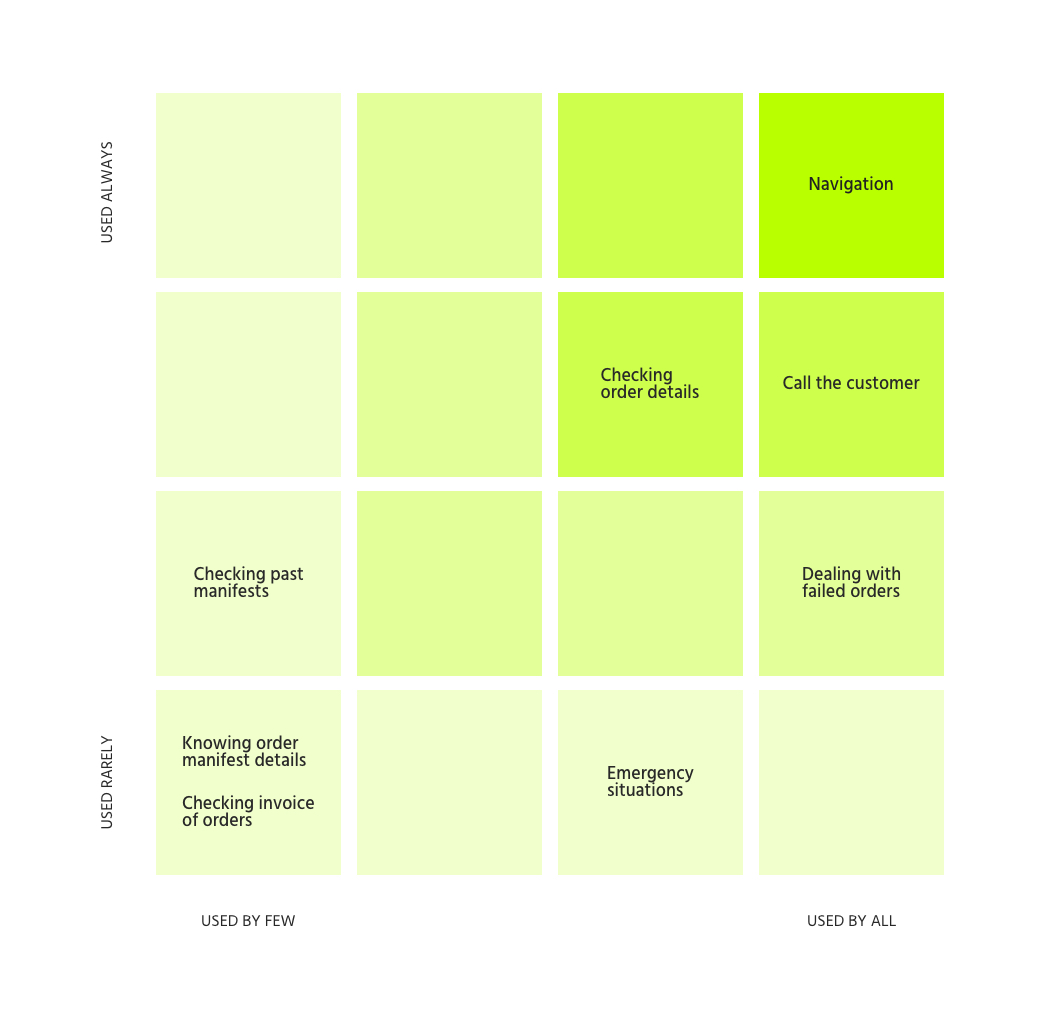 USED ALWAYS
Navigation
Checking
order details
Call the customer
Checking past
manifests
Dealing with
failed orders
USED RARELY
Knowing order
manifest details
Checking invoice
of orders
Emergency
situations
USED BY FEW
USED BY ALL